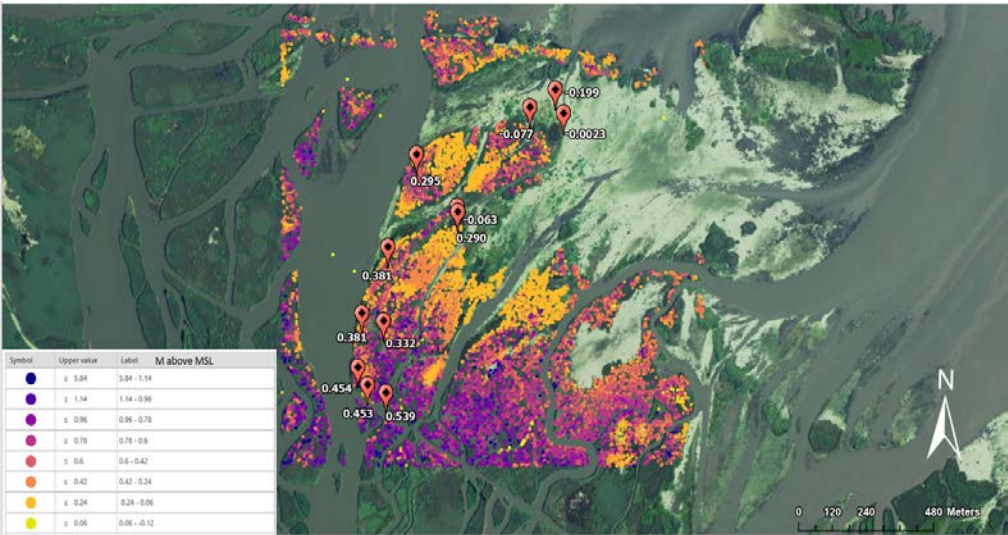 -0.199
-0.077
-0.0023
0.295
-0.063
0.290
0.381
0.381
0.332
0.454
0.453
0.539
Symbol Upper value Label M above MSL
5.84 5.84 - 1.14
1.14 1.14 - 0.96
≤ 0.96 0.96 - 0.78
≤ 0.78 0.78 - 0.6
≤ 0.6 0.6 - 0.42
≤ 0.42 0.42 - 0.24
≤ 0.24 0.24 - 0.06
0.06 0.06 - -0.12
N
0 120 240 480 Meters